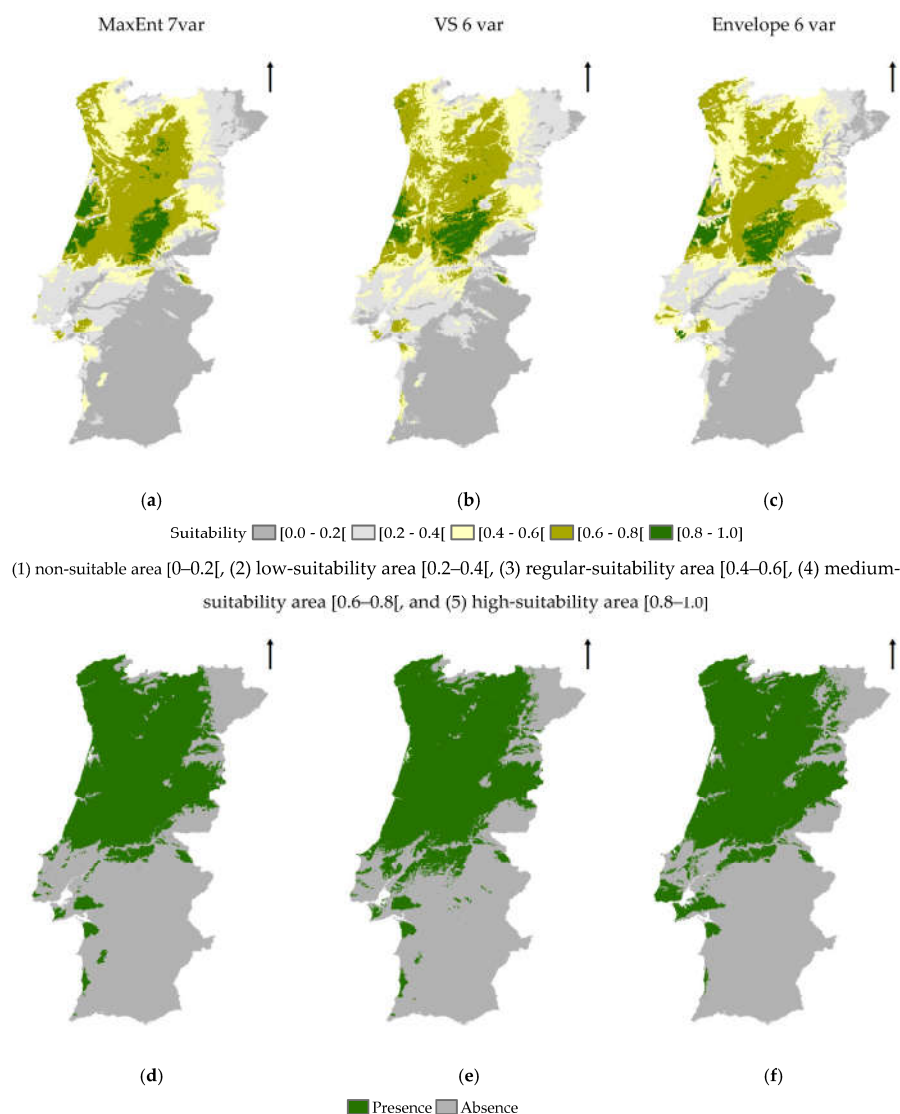 MaxEnt 7var VS 6 var Envelope 6 var
(a) (b) (c)
Suitability [0.0 - 0.2[ [0.2 - 0.4[ [0.4 - 0.6[ [0.6 - 0.8[ [0.8 - 1.0]
(1) non-suitable area [0–0.2[, (2) low-suitability area [0.2–0.4[, (3) regular-suitability area [0.4–0.6[, (4) medium-
suitability area [0.6–0.8[, and (5) high-suitability area [0.8–1.0]
(d) (e) (f)
Presence Absence